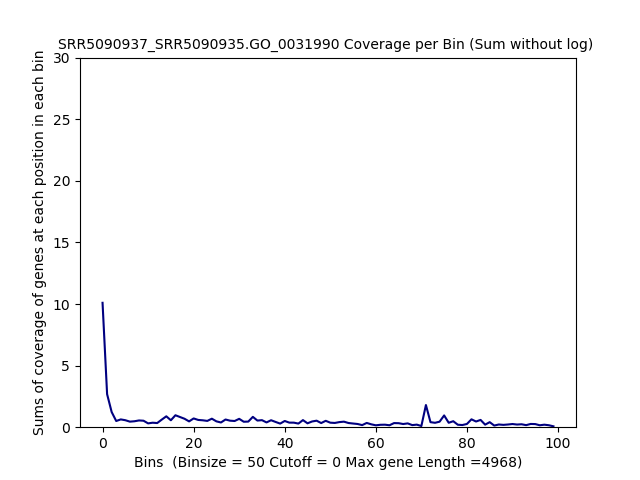 SRR5090937_SRR5090935.GO_0031990 Coverage per Bin (Sum without log)
Sums of coverage of genes at each position in each bin
30
25
20
15
10
5
0
0 20 40 60 80 100
Bins  (Binsize = 50 Cutoff = 0 Max gene Length =4968)